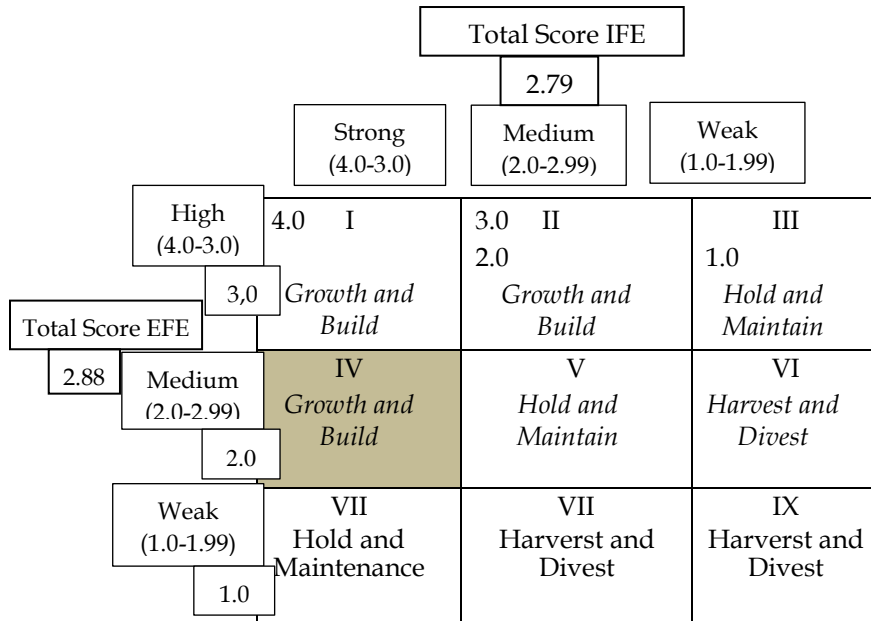 Total Score IFE
2.79
Strong
(4.0-3.0)
Medium
(2.0-2.99)
Weak
(1.0-1.99)
High
(4.0-3.0)
3,0
4.0 I
Growth and
Build
3.0 II
2.0
Growth and
Build
III
1.0
Hold and
Maintain
Total Score EFE
2.88
Medium
(2.0-2.99)
2.0
IV
Growth and
Build
V
Hold and
Maintain
VI
Harvest and
Divest
Weak
(1.0-1.99)
1.0
VII
Hold and
Maintenance
VII
Harverst and
Divest
IX
Harverst and
Divest